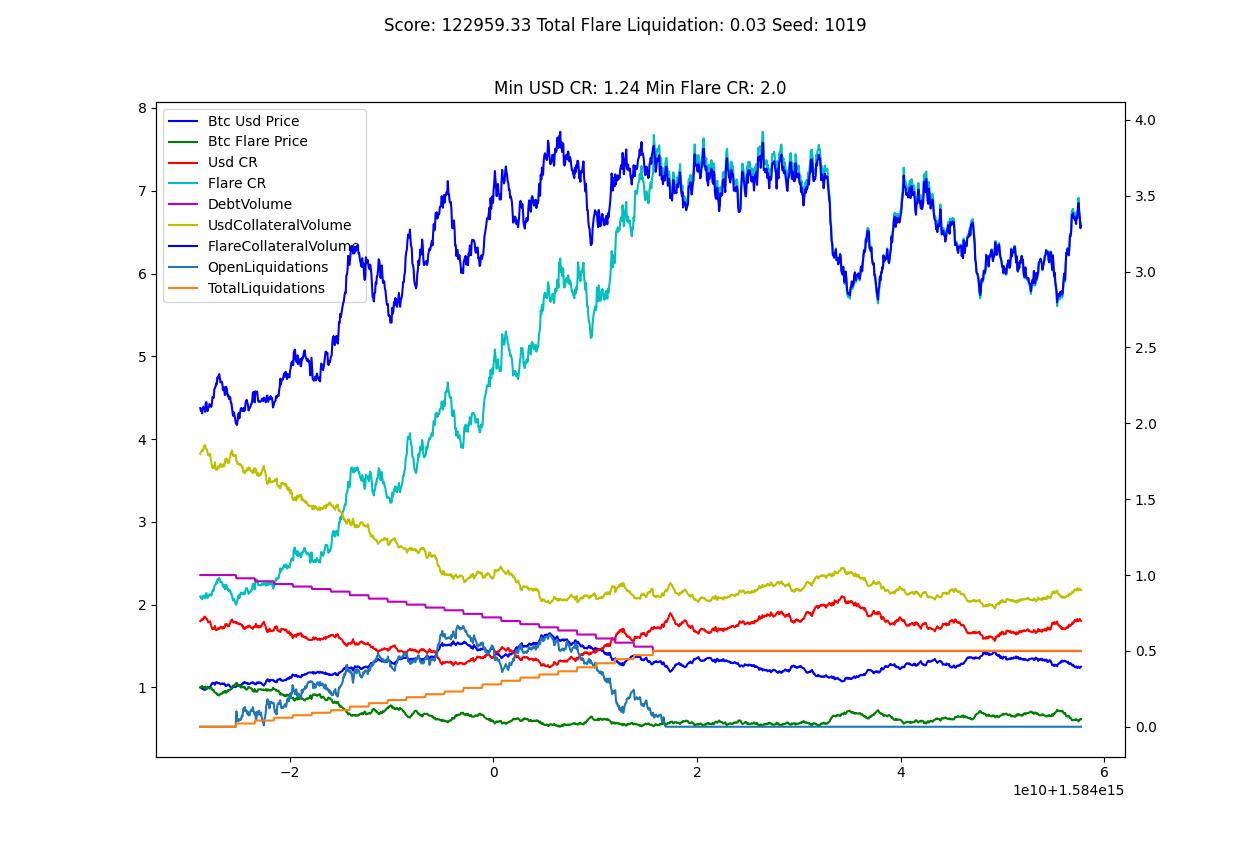 Score: 122959.33 Total Flare Liquidation: 0.03 Seed: 1019
Min USD CR: 1.24 Min Flare CR: 2.0
Btc Usd Price
Btc Flare Price
Usd CR
Flare CR
DebtVolume
UsdCollateralVolume
FlareCollateralVolume
OpenLiquidations
TotalLiquidations
8
7
6
5
4
3
2
1
4.0
3.5
3.0
2.5
2.0
1.5
1.0
0.5
0.0
−2 0 2 4 6
1e10+1.584e15